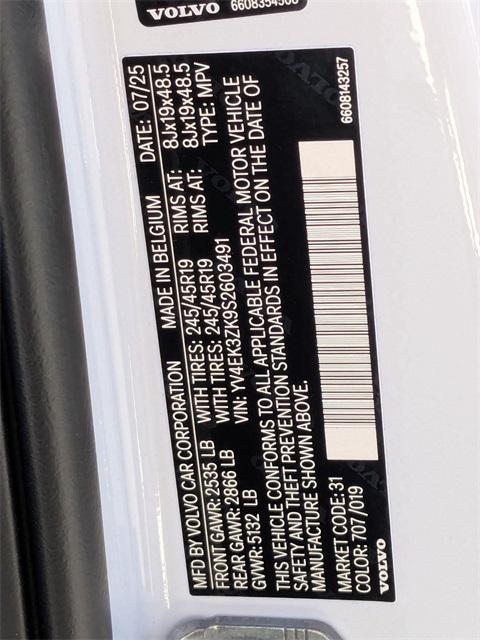 VOLVO 6608354506
MFD BY VOLVO CAR CORPORATION MADE IN BELGIUM DATE: 07/25
FRONT GAWR: 2535 LB WITH TIRES: 245/45R19 RIMS AT: 8Jx19x48.5
REAR GAWR: 2866 LB WITH TIRES: 245/45R19 RIMS AT: 8Jx19x48.5
GVWR: 5132 LB VIN: YV4EK3ZK9S2603491 TYPE: MPV
THIS VEHICLE CONFORMS TO ALL APPLICABLE FEDERAL MOTOR VEHICLE
SAFETY AND THEFT PREVENTION STANDARDS IN EFFECT ON THE DATE OF
MANUFACTURE SHOWN ABOVE.
MARKET CODE: 31
COLOR: 707/019
VOLVO
6608143257